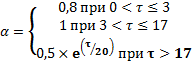 α = { 0,8 при 0 < τ ≤ 3
1 при 3 < τ ≤ 17
0,5 × e^(τ/20) при τ > 17